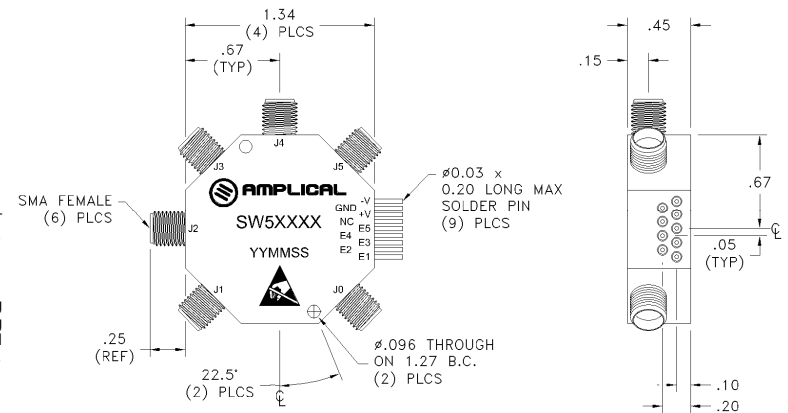 1.34
(4) PLCS
.67
(TYP)
.45
.15
J4
J3
J5
AMPLICAL
SMA FEMALE
(6) PLCS
J2
SW5XXXX
YYMMSS
-V
GND
+V
NC
E5
E4
E3
E2
E1
Ø0.03 x
0.20 LONG MAX
SOLDER PIN
(9) PLCS
.67
.05
(TYP)
J1
J0
.25
(REF)
22.5°
(2) PLCS
Ø.096 THROUGH
ON 1.27 B.C.
(2) PLCS
.10
.20